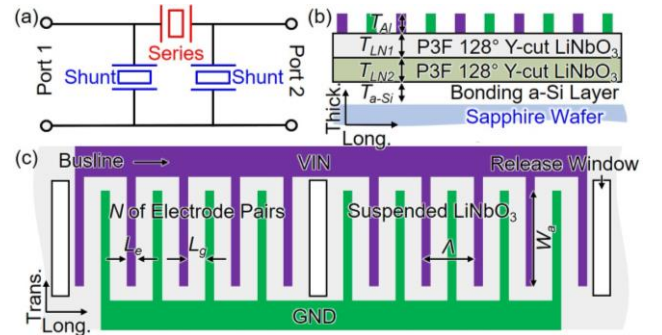 (a)
Port 1
Series
Shunt
Shunt
Port 2
(b)
T_Al
T_LN1 P3F 128° Y-cut LiNbO₃
T_LN2 P3F 128° Y-cut LiNbO₃
T_a-Si Bonding a-Si Layer
Thick.
Long.
Sapphire Wafer
(c)
Busline
VIN
Release Window
N of Electrode Pairs
Suspended LiNbO₃
L_e
L_g
Λ
W_a
Trans.
Long.
GND